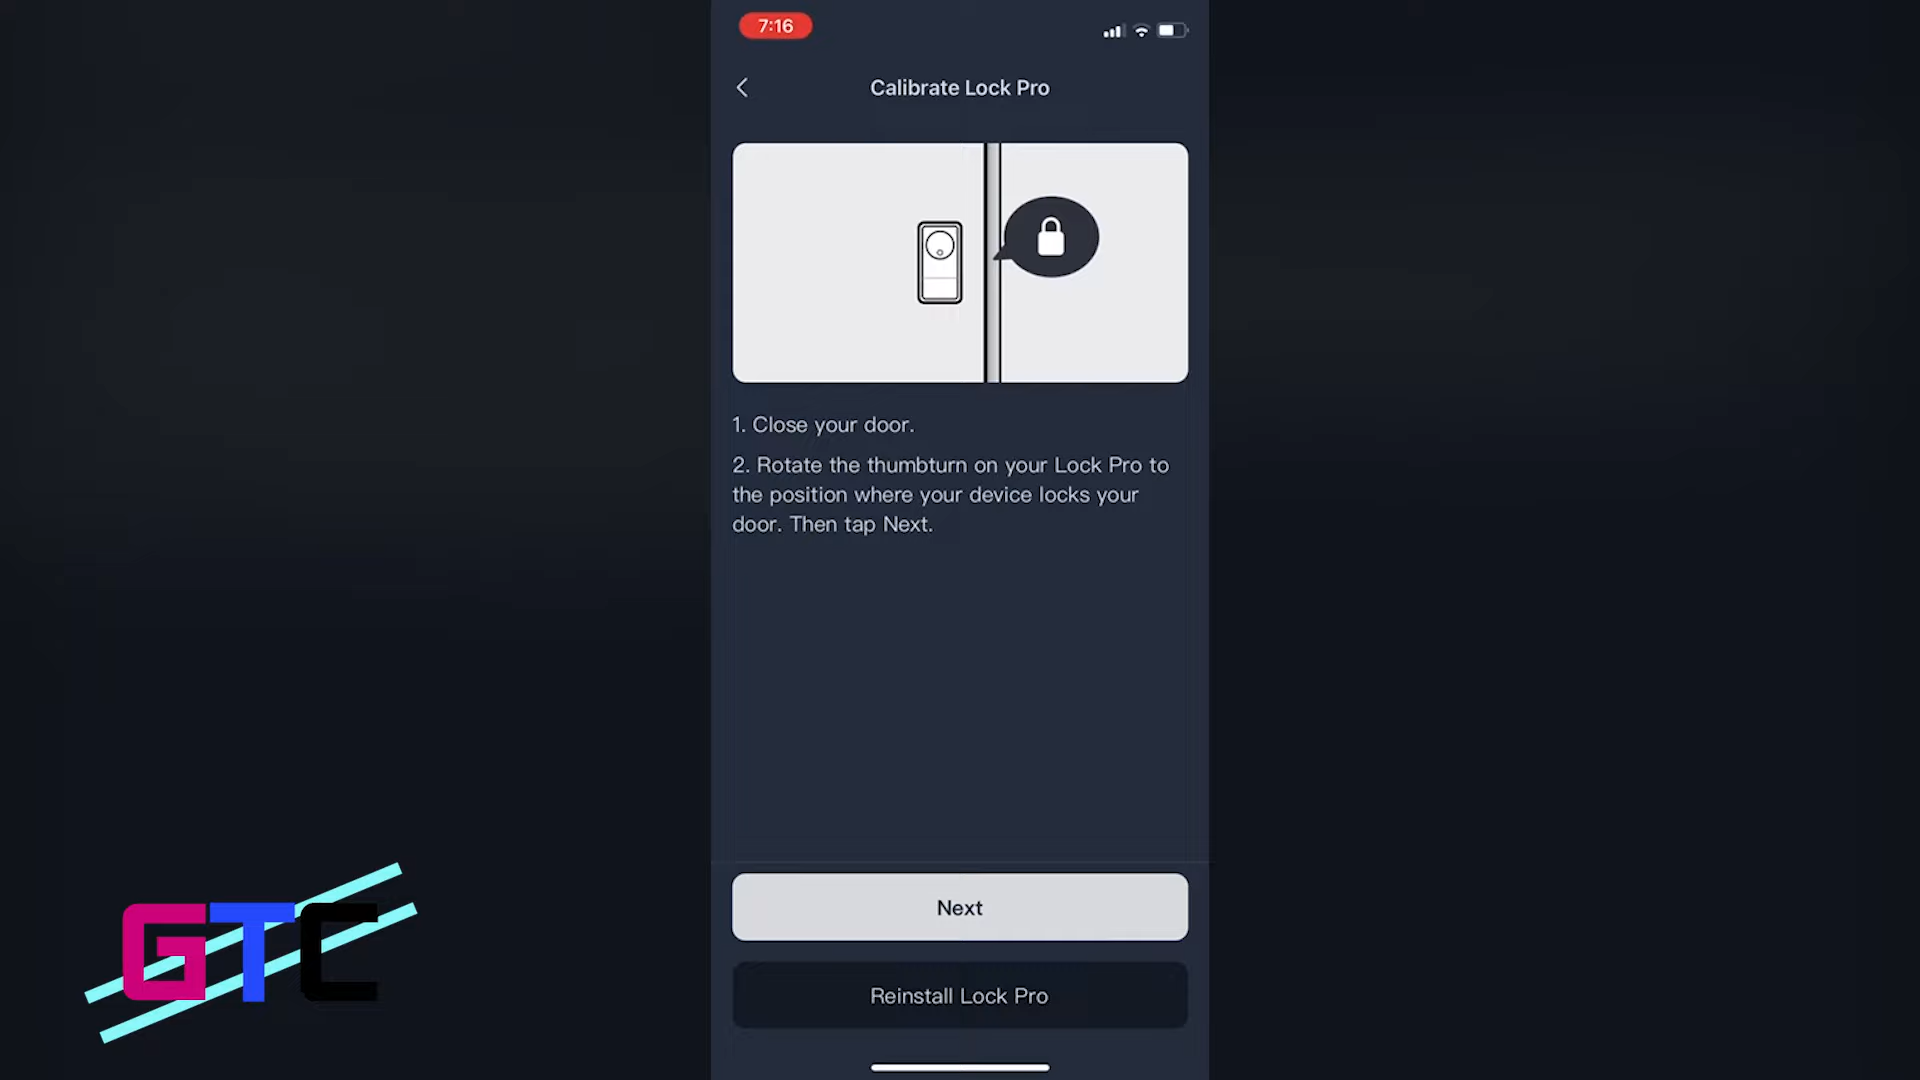 7:16
Calibrate Lock Pro
1. Close your door.
2. Rotate the thumbturn on your Lock Pro to
the position where your device locks your
door. Then tap Next.
Next
Reinstall Lock Pro
GTC